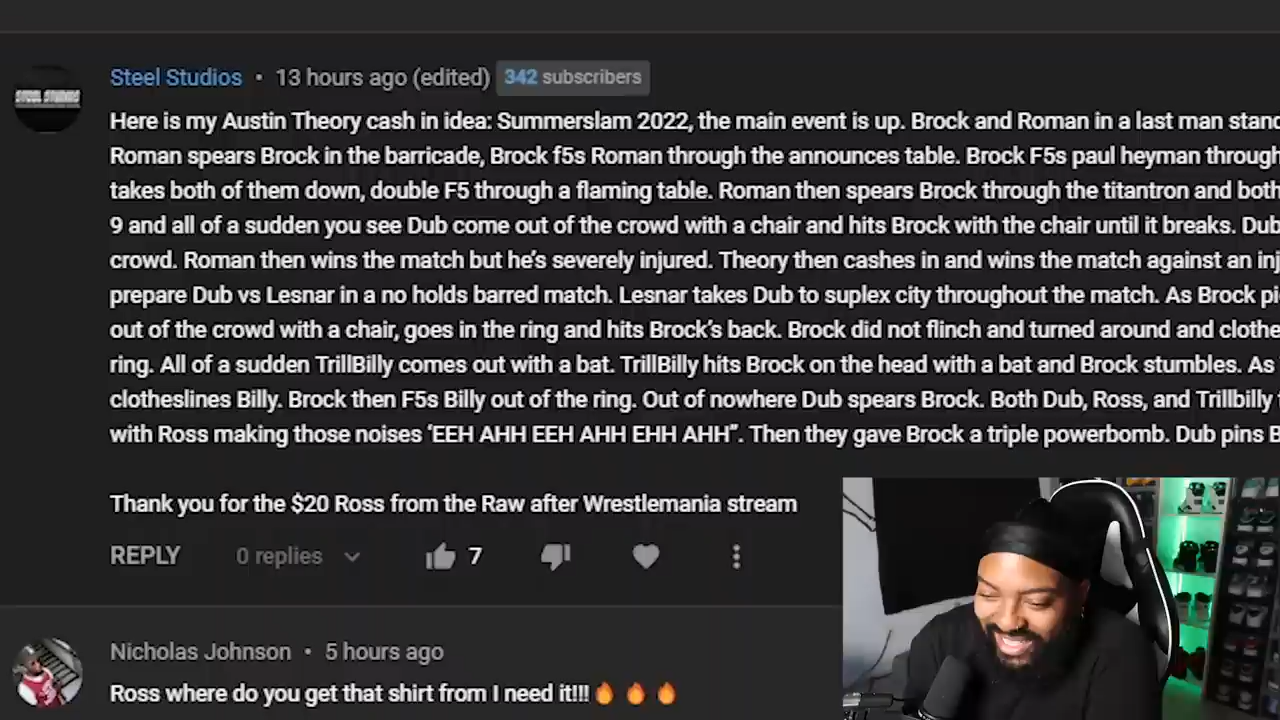 Steel Studios • 13 hours ago (edited) 342 subscribers
STEEL STUDIOS
Here is my Austin Theory cash in idea: Summerslam 2022, the main event is up. Brock and Roman in a last man stand
Roman spears Brock in the barricade, Brock f5s Roman through the announces table. Brock F5s paul heyman through
takes both of them down, double F5 through a flaming table. Roman then spears Brock through the titantron and both
9 and all of a sudden you see Dub come out of the crowd with a chair and hits Brock with the chair until it breaks. Dub
crowd. Roman then wins the match but he’s severely injured. Theory then cashes in and wins the match against an inj
prepare Dub vs Lesnar in a no holds barred match. Lesnar takes Dub to suplex city throughout the match. As Brock pi
out of the crowd with a chair, goes in the ring and hits Brock’s back. Brock did not flinch and turned around and clothe
ring. All of a sudden TrillBilly comes out with a bat. TrillBilly hits Brock on the head with a bat and Brock stumbles. As
clotheslines Billy. Brock then F5s Billy out of the ring. Out of nowhere Dub spears Brock. Both Dub, Ross, and Trillbilly t
with Ross making those noises ‘EEH AHH EEH AHH EHH AHH”. Then they gave Brock a triple powerbomb. Dub pins B
Thank you for the $20 Ross from the Raw after Wrestlemania stream
REPLY 0 replies 7
Nicholas Johnson • 5 hours ago
Ross where do you get that shirt from I need it!!! 🔥 🔥 🔥